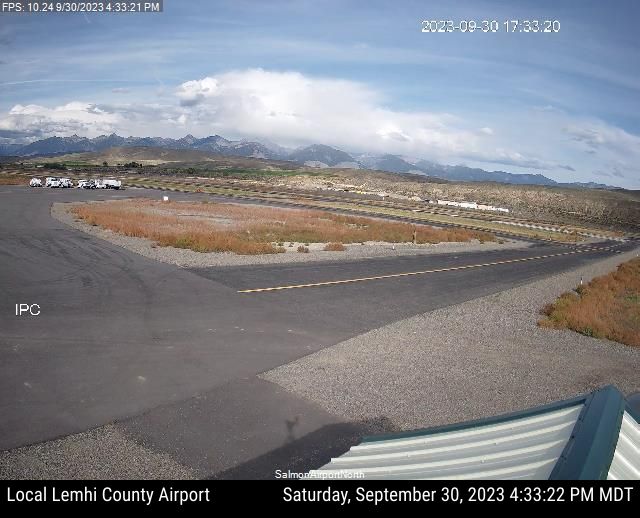 FPS: 10.24 9/30/2023 4:33:21 PM
2023-09-30 17:33:20
IPC
SalmonAirportNorth
Local Lemhi County Airport Saturday, September 30, 2023 4:33:22 PM MDT